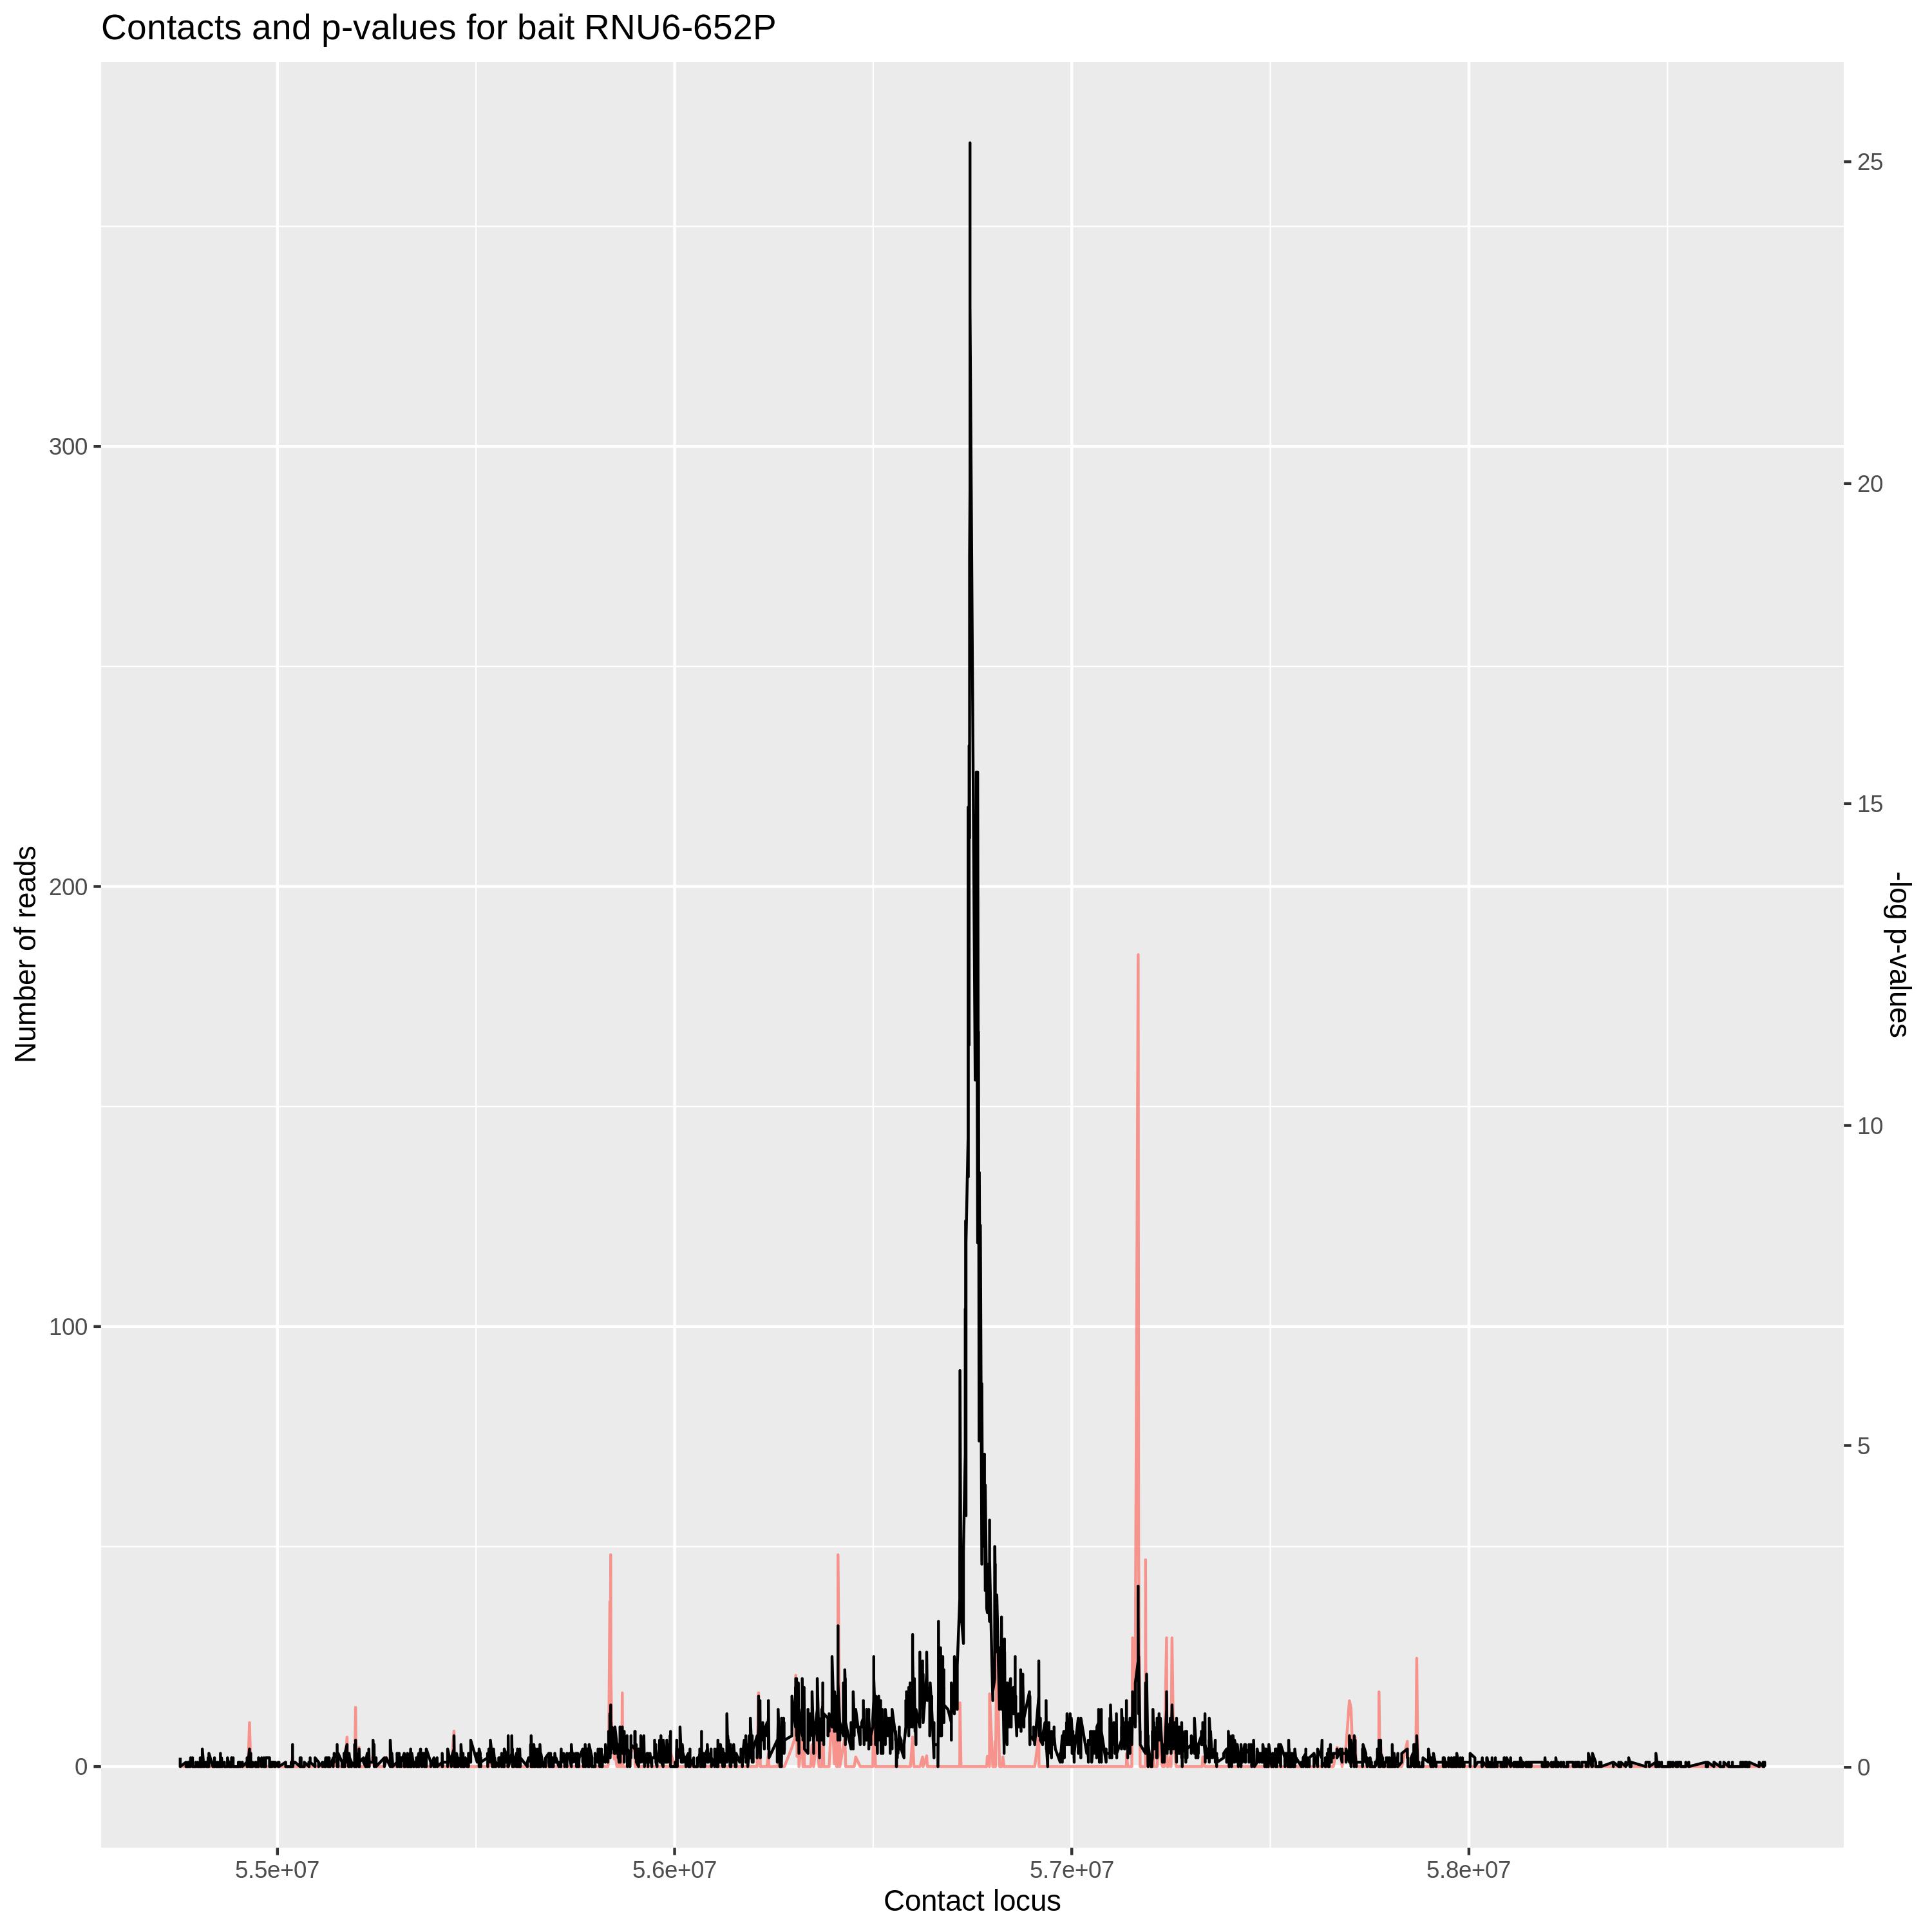 Contacts and p-values for bait RNU6-652P
25
300
20
200
15
10
100
5
0
0
Number of reads
-log p-values
5.5e+07
5.6e+07
5.7e+07
5.8e+07
Contact locus